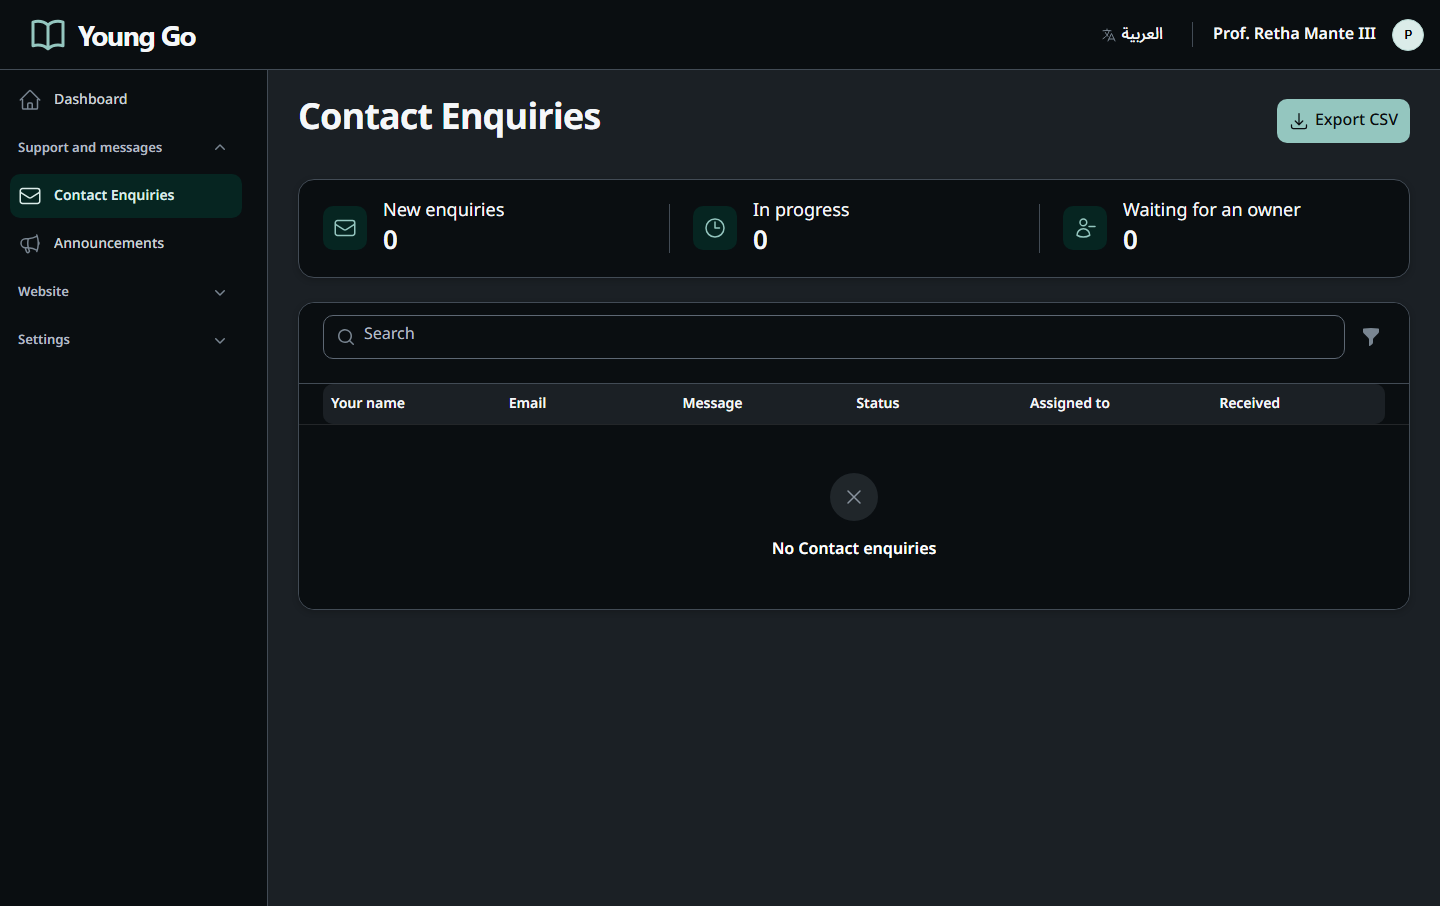 Young Go
العربية
Prof. Retha Mante III
P
Dashboard
Support and messages
Contact Enquiries
Announcements
Website
Settings
Contact Enquiries
Export CSV
New enquiries
0
In progress
0
Waiting for an owner
0
Search
Your name Email Message Status Assigned to Received
No Contact enquiries